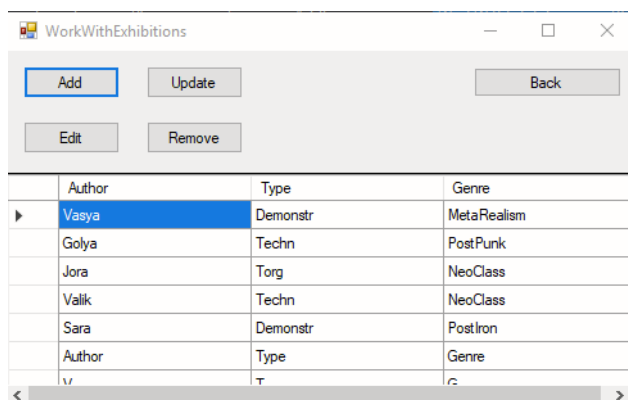 WorkWithExhibitions
Add Update Back
Edit Remove
Author Type Genre
Vasya Demonstr MetaRealism
Golya Techn PostPunk
Jora Torg NeoClass
Valik Techn NeoClass
Sara Demonstr PostIron
Author Type Genre